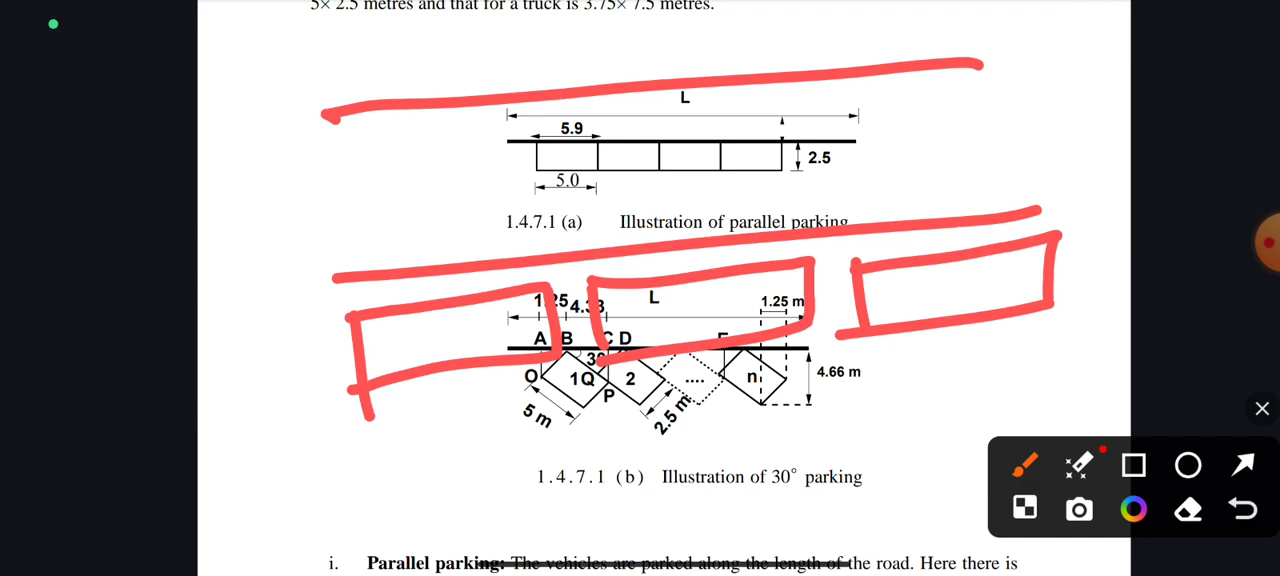 5× 2.5 metres and that for a truck is 3.75× 7.5 metres.
L
5.9
2.5
5.0
1.4.7.1 (a) Illustration of parallel parking
L
1.25 m
A B C D
O 1Q 2 .... n
P
4.66 m
5 m
2.5 m
1.4.7.1 (b) Illustration of 30° parking
i. Parallel parking: The vehicles are parked along the length of the road. Here there is